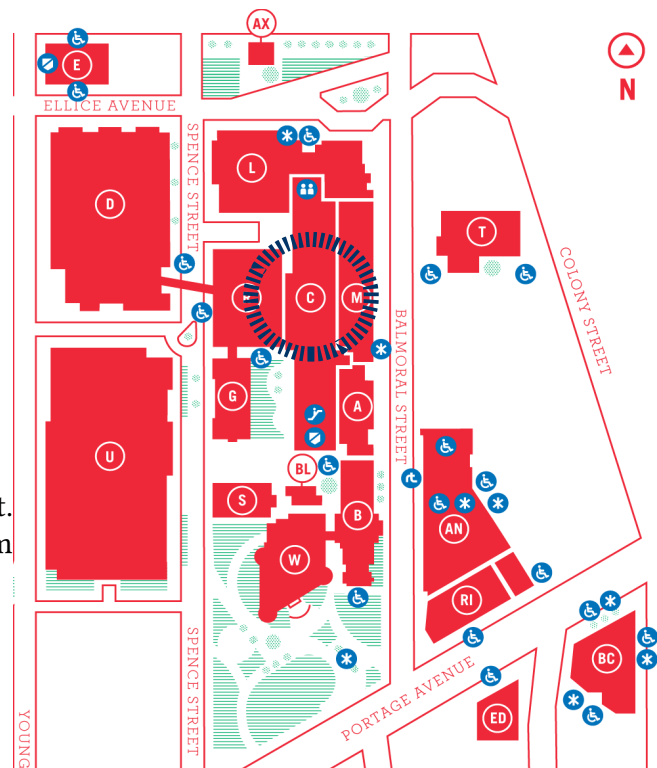 AX
E
N
ELLICE AVENUE
SPENCE STREET
L
D
T
C
M
COLONY STREET
BALMORAL STREET
G
A
U
BL
S
B
t.
AN
W
RI
SPENCE STREET
BC
PORTAGE AVENUE
ED
YOUNG